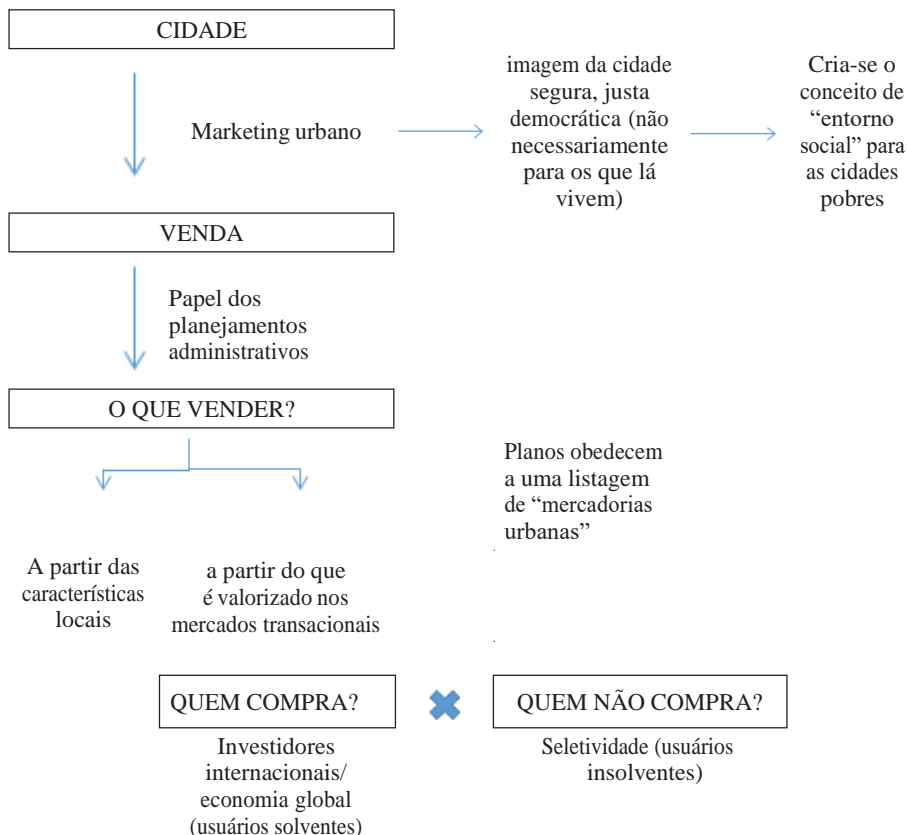 CIDADE
Marketing urbano
imagem da cidade
segura, justa
democrática (não
necessariamente
para os que lá
vivem)
Cria-se o
conceito de
“entorno
social” para
as cidades
pobres
VENDA
Papel dos
planejamentos
administrativos
O QUE VENDER?
Planos obedecem
a uma listagem
de “mercadorias
urbanas”
A partir das
características
locais
a partir do que
é valorizado nos
mercados transacionais
QUEM COMPRA?
Investidores
internacionais/
economia global
(usuários solventes)
QUEM NÃO COMPRA?
Seletividade (usuários
insolventes)